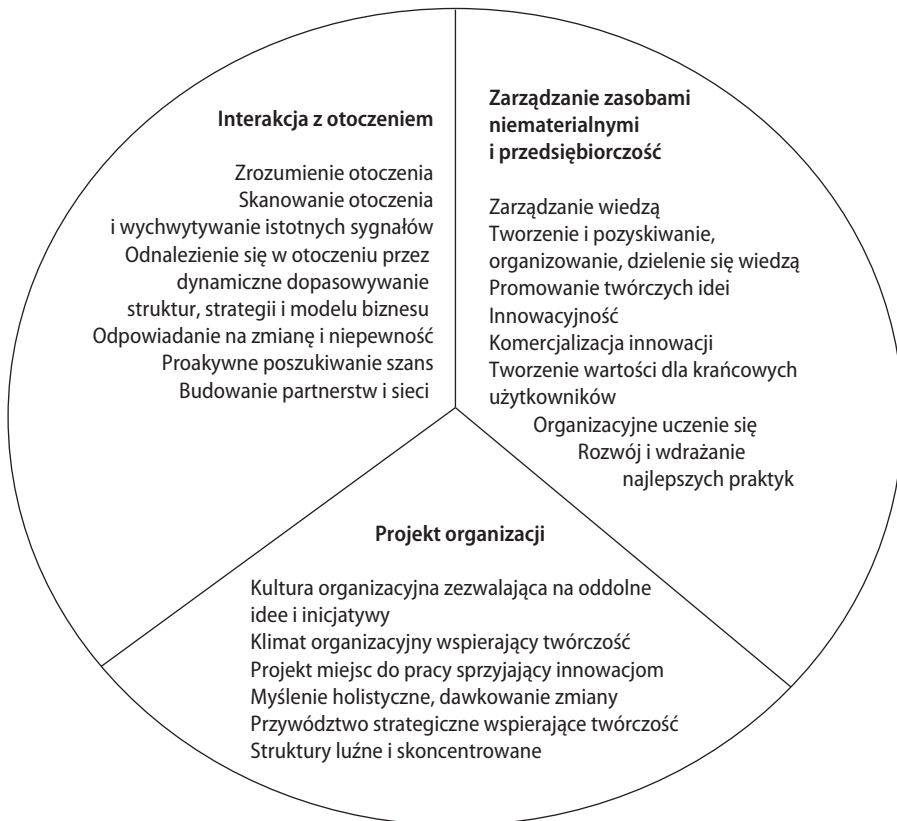 Interakcja z otoczeniem
Zrozumienie otoczenia
Skanowanie otoczenia
i wychwytywanie istotnych sygnałów
Odnalezienie się w otoczeniu przez
dynamiczne dopasowywanie
struktur, strategii i modelu biznesu
Odpowiadanie na zmianę i niepewność
Proakywne poszukiwanie szans
Budowanie partnerstw i sieci
Zarządzanie zasobami
niematerialnymi
i przedsiębiorczość
Zarządzanie wiedzą
Tworzenie i pozyskiwanie,
organizowanie, dzielenie się wiedzą
Promowanie twórczych idei
Innowacyjność
Komercjalizacja innowacji
Tworzenie wartości dla krańcowych
użytkowników
Organizacyjne uczenie się
Rozwój i wdrażanie
najlepszych praktyk
Projekt organizacji
Kultura organizacyjna zezwalająca na oddolne
idee i inicjatywy
Klimat organizacyjny wspierający twórczość
Projekt miejsc do pracy sprzyjający innowacjom
Myślenie holistyczne, dawkowanie zmiany
Przywództwo strategiczne wspierające twórczość
Struktury luźne i skoncentrowane